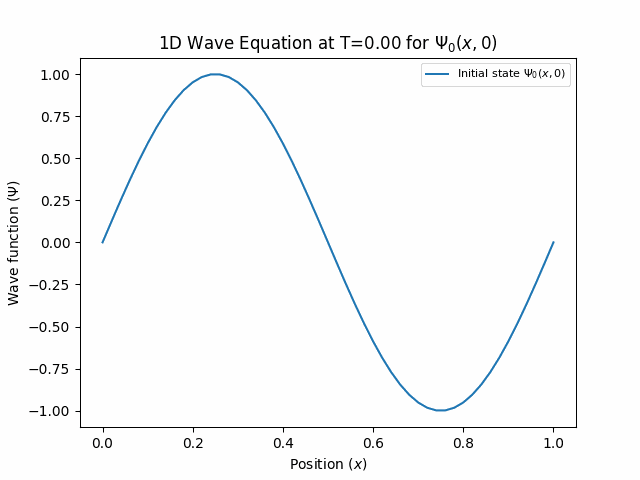 1D Wave Equation at T=0.00 for Ψ₀(x, 0)
Initial state Ψ₀(x, 0)
Wave function (Ψ)
1.00
0.75
0.50
0.25
0.00
−0.25
−0.50
−0.75
−1.00
0.0 0.2 0.4 0.6 0.8 1.0
Position (x)